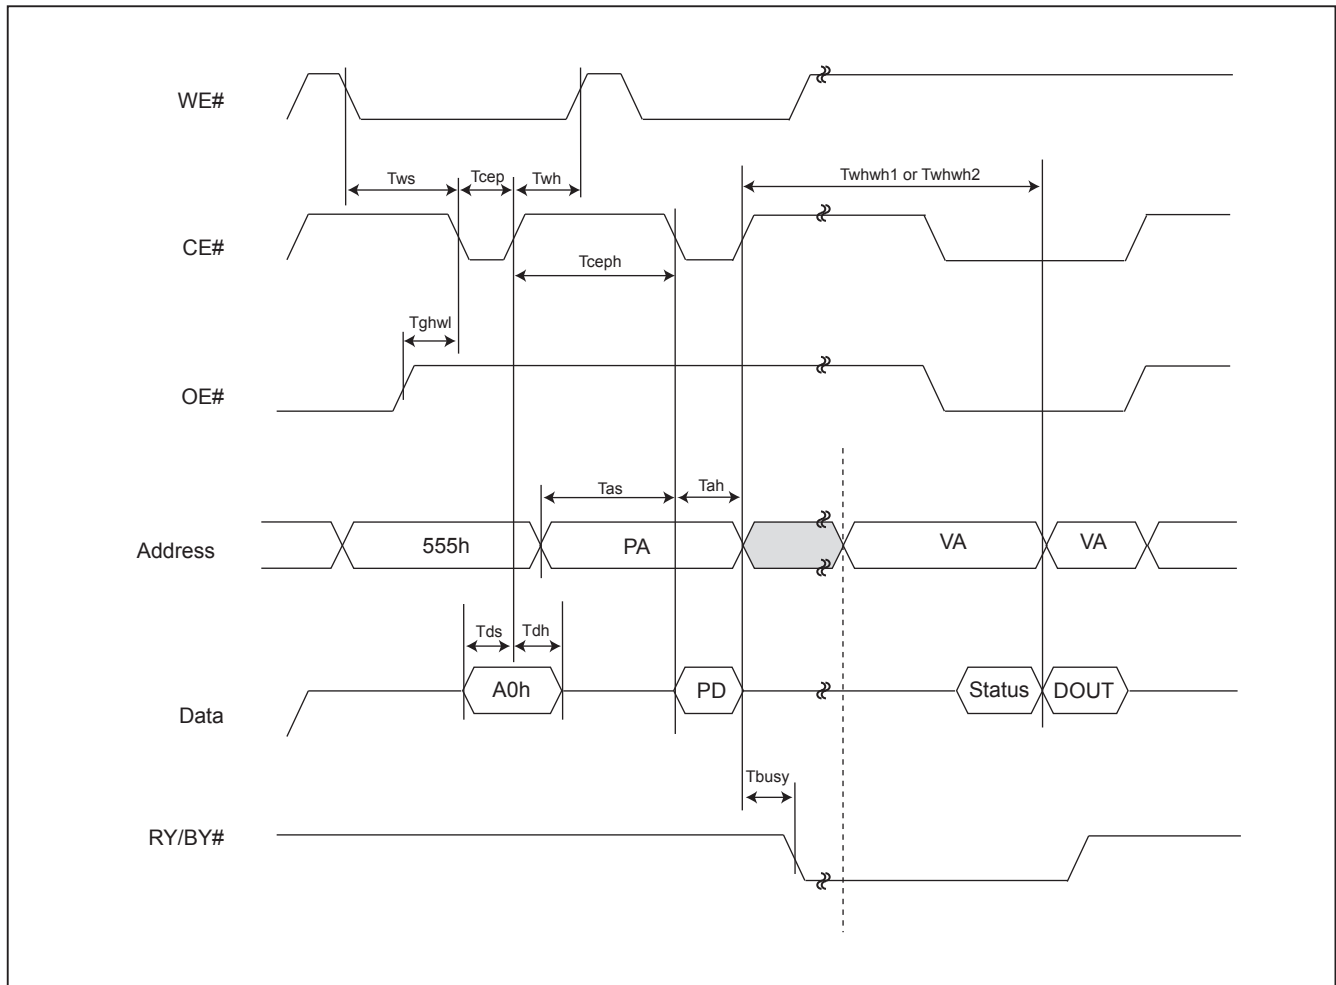 WE#
Tws
Tcep
Twh
Twhwh1 or Twhwh2
CE#
Tceph
Tghwl
OE#
Tas
Tah
Address
555h
PA
VA
VA
Tds
Tdh
Data
A0h
PD
Status
DOUT
Tbusy
RY/BY#